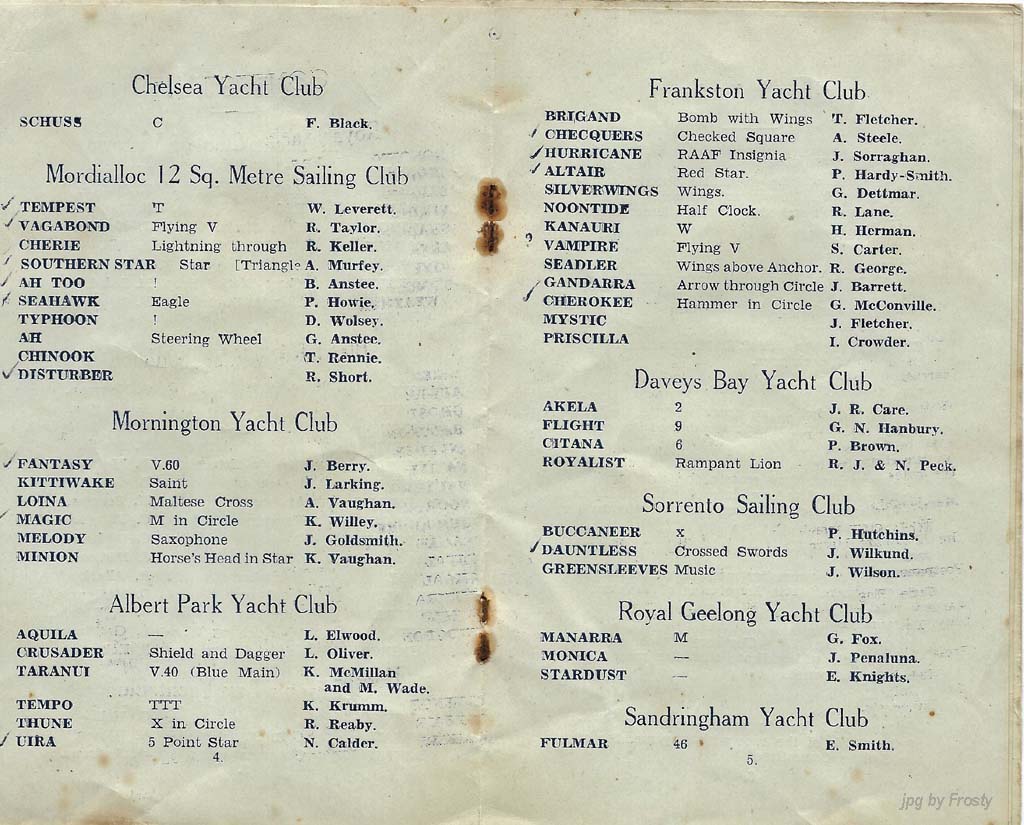 Chelsea Yacht Club
SCHUSS C F. Black.
Mordialloc 12 Sq. Metre Sailing Club
TEMPEST T W. Leverett.
VAGABOND Flying V R. Taylor.
CHERIE Lightning through R. Keller.
SOUTHERN STAR Star [Triangle A. Murfey.
AH TOO ! B. Anstee.
SEAHAWK Eagle P. Howie.
TYPHOON ! D. Wolsey.
AH Steering Wheel G. Anstee.
CHINOOK T. Rennie.
DISTURBER R. Short.
Mornington Yacht Club
FANTASY V.60 J. Berry.
KITTIWAKE Saint J. Larking.
LOINA Maltese Cross A. Vaughan.
MAGIC M in Circle K. Willey.
MELODY Saxophone J. Goldsmith.
MINION Horse's Head in Star K. Vaughan.
Albert Park Yacht Club
AQUILA — L. Elwood.
CRUSADER Shield and Dagger L. Oliver.
TARANUI V.40 (Blue Main) K. McMillan
and M. Wade.
TEMPO TTT K. Krumm.
THUNE X in Circle R. Reaby.
UIRA 5 Point Star N. Calder.
4.
Frankston Yacht Club
BRIGAND Bomb with Wings T. Fletcher.
CHECQUERS Checked Square A. Steele.
HURRICANE RAAF Insignia J. Sorraghan.
ALTAIR Red Star. P. Hardy-Smith.
SILVERWINGS Wings. G. Dettmar.
NOONTIDE Half Clock. R. Lane.
KANAURI W H. Herman.
? VAMPIRE Flying V S. Carter.
SEADLER Wings above Anchor. R. George.
GANDARRA Arrow through Circle J. Barrett.
CHEROKEE Hammer in Circle G. McConville.
MYSTIC J. Fletcher.
PRISCILLA I. Crowder.
Daveys Bay Yacht Club
AKELA 2 J. R. Care.
FLIGHT 9 G. N. Hanbury.
CITANA 6 P. Brown.
ROYALIST Rampant Lion R. J. & N. Peck.
Sorrento Sailing Club
BUCCANEER X P. Hutchins.
DAUNTLESS Crossed Swords J. Wilkund.
GREENSLEEVES Music J. Wilson.
Royal Geelong Yacht Club
MANARRA M G. Fox.
MONICA — J. Penaluna.
STARDUST — E. Knights.
Sandringham Yacht Club
FULMAR 46 E. Smith.
5.
jpg by Frosty